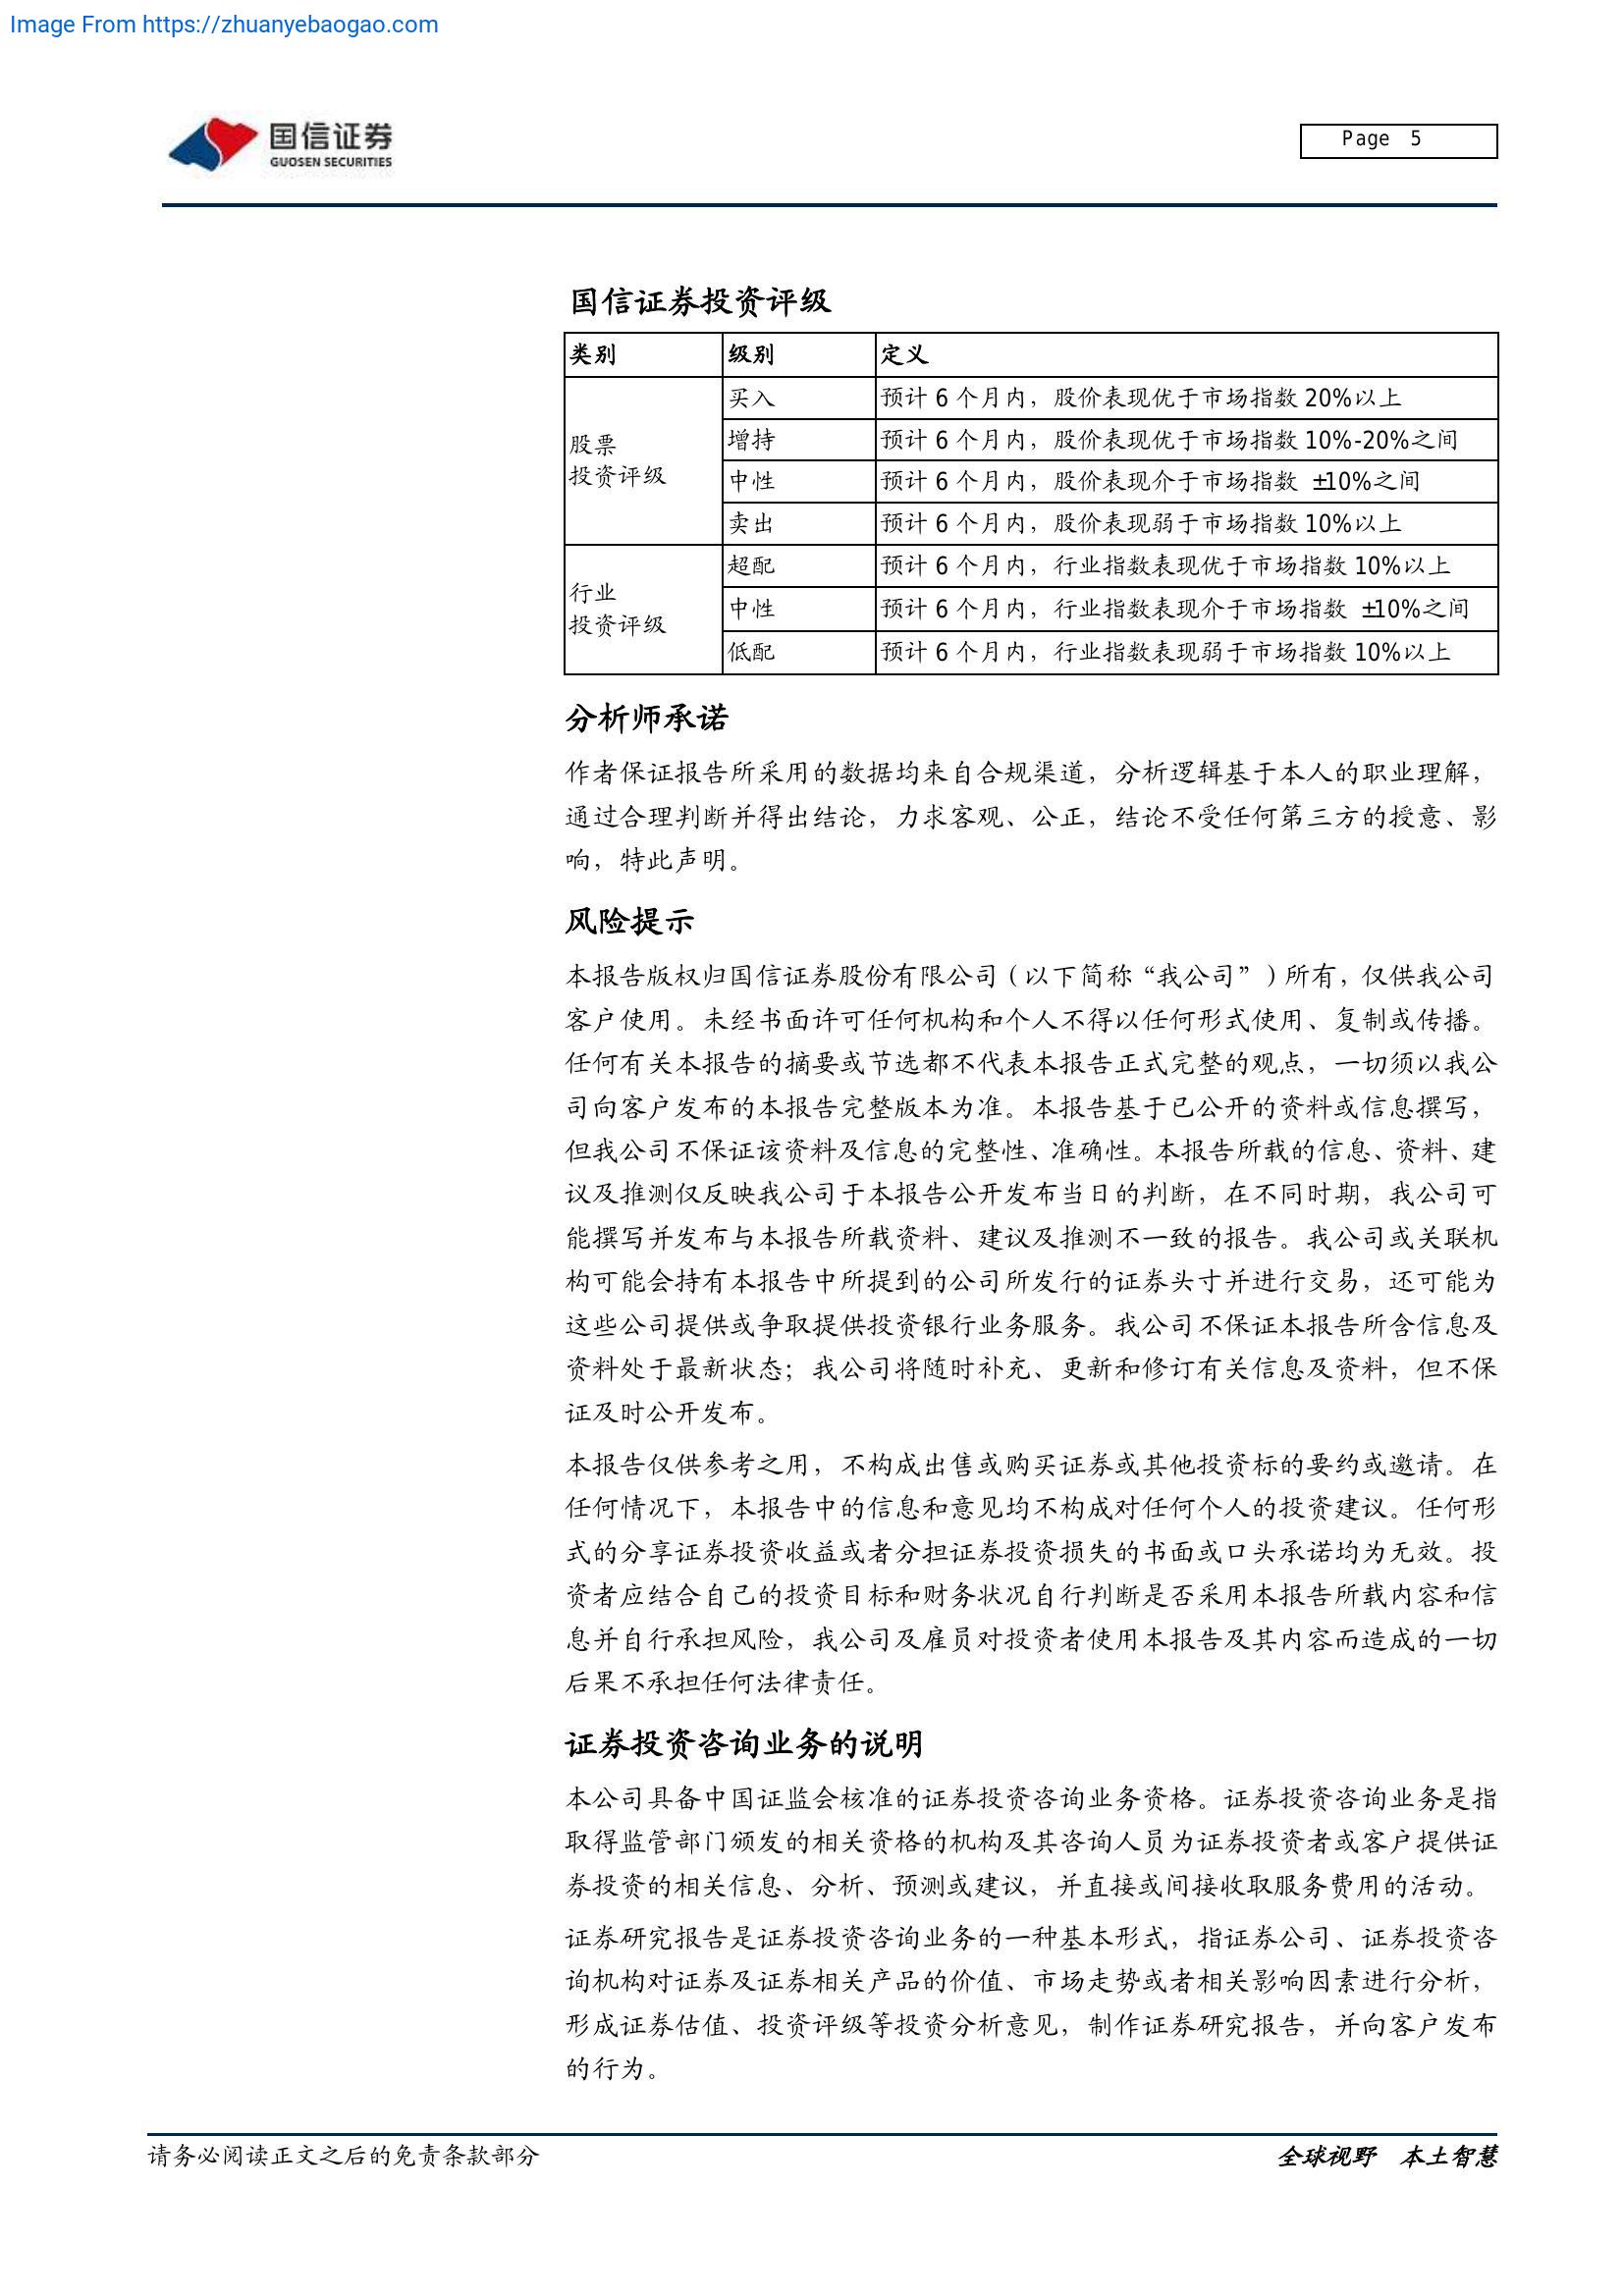 Image From https://zhuanyebaogao.com
国信证券
GUOSEN SECURITIES
Page 5
国信证券投资评级
类别 级别 定义
股票
投资评级
买入 预计 6 个月内，股价表现优于市场指数 20%以上
增持 预计 6 个月内，股价表现优于市场指数 10%-20%之间
中性 预计 6 个月内，股价表现介于市场指数 ±10%之间
卖出 预计 6 个月内，股价表现弱于市场指数 10%以上
行业
投资评级
超配 预计 6 个月内，行业指数表现优于市场指数 10%以上
中性 预计 6 个月内，行业指数表现介于市场指数 ±10%之间
低配 预计 6 个月内，行业指数表现弱于市场指数 10%以上
分析师承诺
作者保证报告所采用的数据均来自合规渠道，分析逻辑基于本人的职业理解，
通过合理判断并得出结论，力求客观、公正，结论不受任何第三方的授意、影
响，特此声明。
风险提示
本报告版权归国信证券股份有限公司（以下简称“我公司”）所有，仅供我公司
客户使用。未经书面许可任何机构和个人不得以任何形式使用、复制或传播。
任何有关本报告的摘要或节选都不代表本报告正式完整的观点，一切须以我公
司向客户发布的本报告完整版本为准。本报告基于已公开的资料或信息撰写，
但我公司不保证该资料及信息的完整性、准确性。本报告所载的信息、资料、建
议及推测仅反映我公司于本报告公开发布当日的判断，在不同时期，我公司可
能撰写并发布与本报告所载资料、建议及推测不一致的报告。我公司或关联机
构可能会持有本报告中所提到的公司所发行的证券头寸并进行交易，还可能为
这些公司提供或争取提供投资银行业务服务。我公司不保证本报告所含信息及
资料处于最新状态；我公司将随时补充、更新和修订有关信息及资料，但不保
证及时公开发布。
本报告仅供参考之用，不构成出售或购买证券或其他投资标的要约或邀请。在
任何情况下，本报告中的信息和意见均不构成对任何个人的投资建议。任何形
式的分享证券投资收益或者分担证券投资损失的书面或口头承诺均为无效。投
资者应结合自己的投资目标和财务状况自行判断是否采用本报告所载内容和信
息并自行承担风险，我公司及雇员对投资者使用本报告及其内容而造成的一切
后果不承担任何法律责任。
证券投资咨询业务的说明
本公司具备中国证监会核准的证券投资咨询业务资格。证券投资咨询业务是指
取得监管部门颁发的相关资格的机构及其咨询人员为证券投资者或客户提供证
券投资的相关信息、分析、预测或建议，并直接或间接收取服务费用的活动。
证券研究报告是证券投资咨询业务的一种基本形式，指证券公司、证券投资咨
询机构对证券及证券相关产品的价值、市场走势或者相关影响因素进行分析，
形成证券估值、投资评级等投资分析意见，制作证券研究报告，并向客户发布
的行为。
请务必阅读正文之后的免责条款部分
全球视野 本土智慧